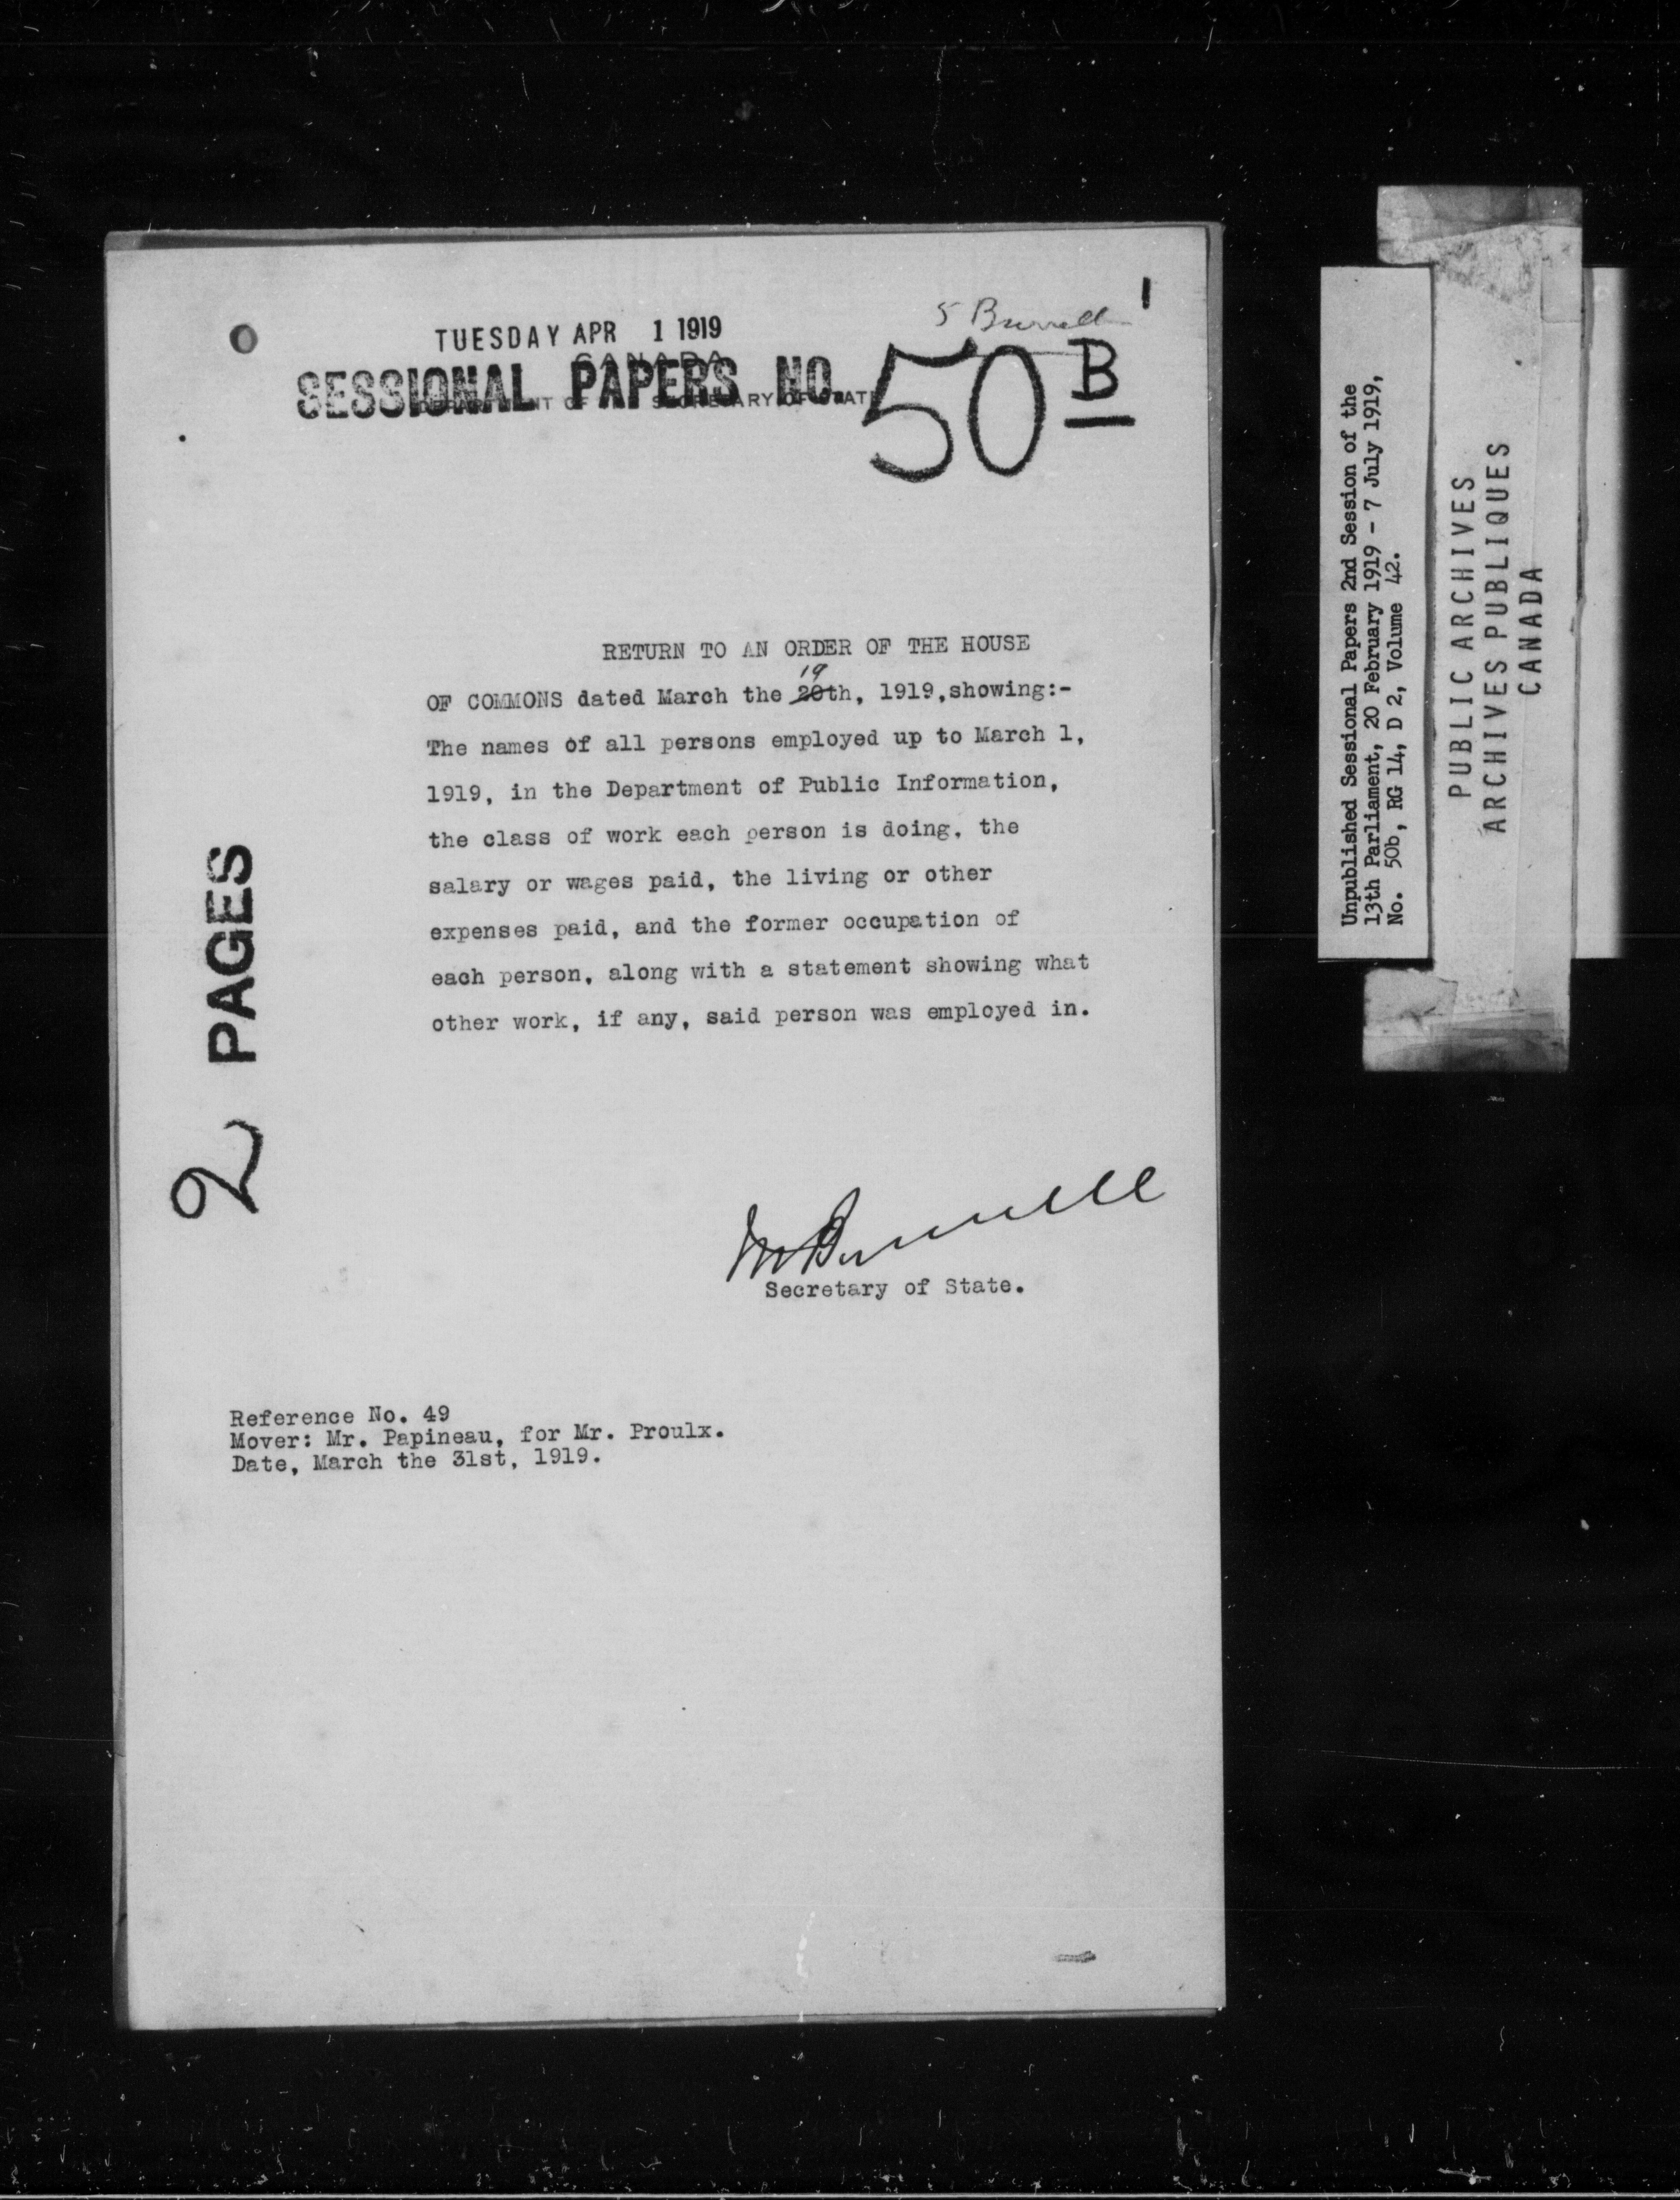 5 Burrell
1
TUESDAY APR 1 1919
CANADA
SESSIONAL PAPERS NO. 50 B
DEPARTMENT OF SECRETARY OF STATE
RETURN TO AN ORDER OF THE HOUSE
19
OF COMMONS dated March the 20th, 1919,showing:-
The names of all persons employed up to March 1,
1919, in the Department of Public Information,
the class of work each person is doing, the
salary or wages paid, the living or other
expenses paid, and the former occupation of
each person, along with a statement showing what
other work, if any, said person was employed in.
2 PAGES
M Burrell
Secretary of State.
Reference No. 49
Mover: Mr. Papineau, for Mr. Proulx.
Date, March the 31st, 1919.
Unpublished Sessional Papers 2nd Session of the
13th Parliament, 20 February 1919 - 7 July 1919,
No. 50b, RG 14, D 2, Volume 42.
PUBLIC ARCHIVES
ARCHIVES PUBLIQUES
CANADA